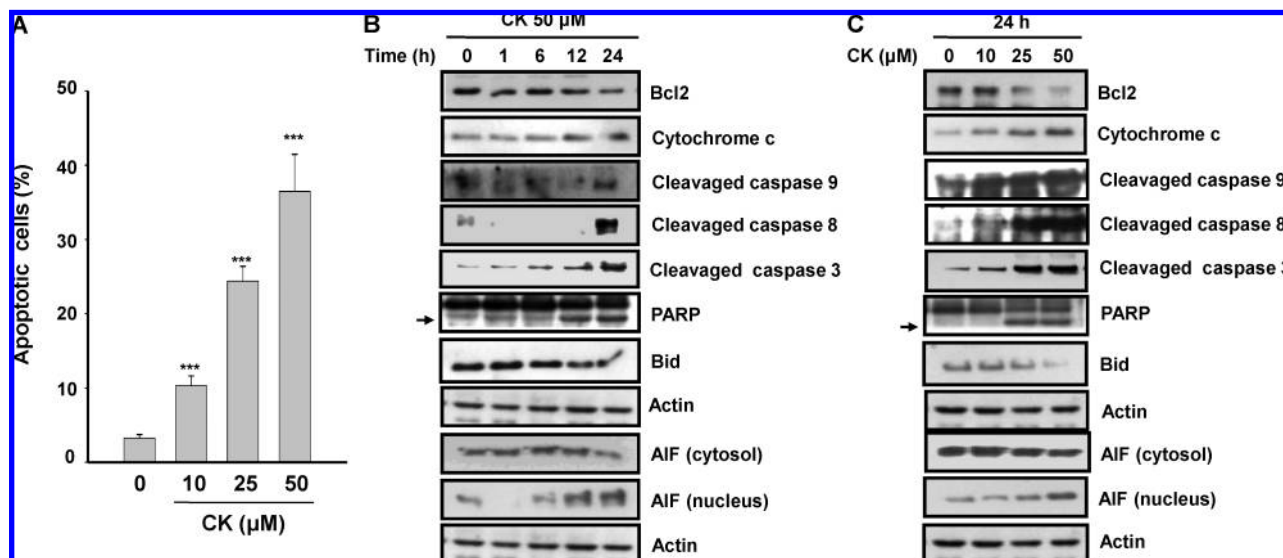 A
Apoptotic cells (%)
50
40
30
20
10
0
***
***
***
0 10 25 50
CK (µM)
B
CK 50 µM
Time (h) 0 1 6 12 24
Bcl2
Cytochrome c
Cleavaged caspase 9
Cleavaged caspase 8
Cleavaged caspase 3
PARP
Bid
Actin
AIF (cytosol)
AIF (nucleus)
Actin
C
24 h
CK (µM) 0 10 25 50
Bcl2
Cytochrome c
Cleavaged caspase 9
Cleavaged caspase 8
Cleavaged caspase 3
PARP
Bid
Actin
AIF (cytosol)
AIF (nucleus)
Actin